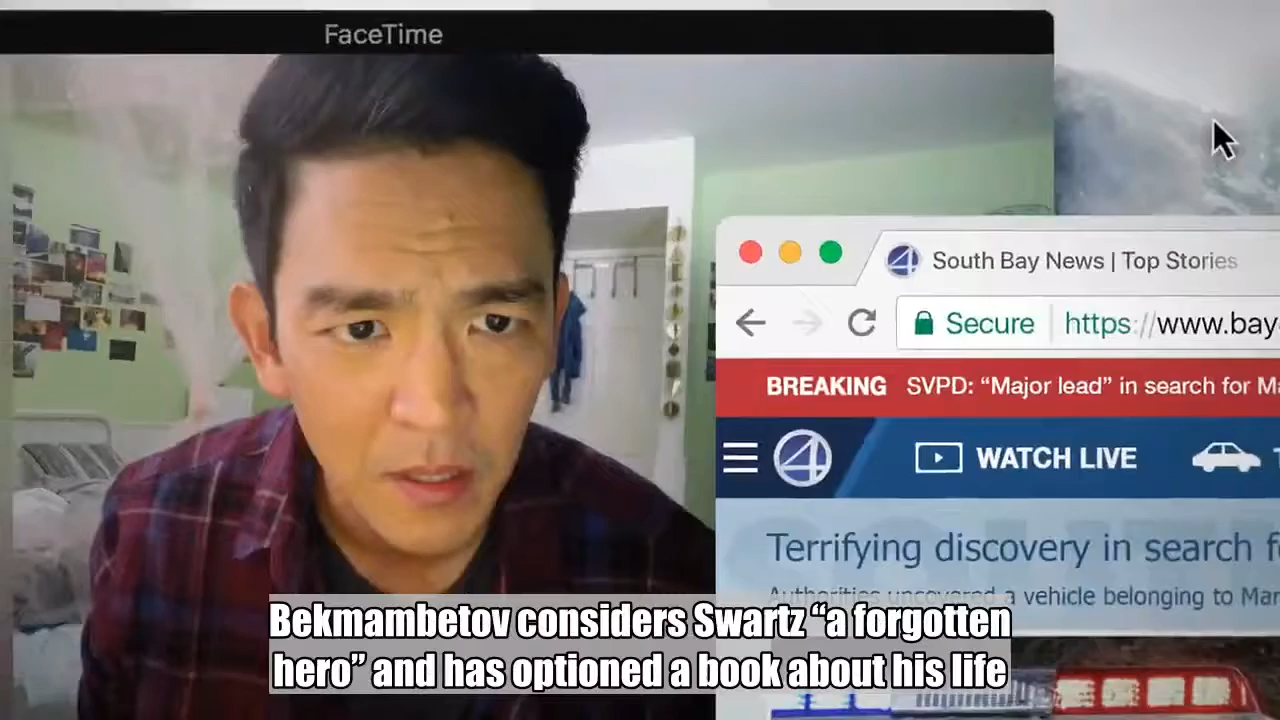 FaceTime
South Bay News | Top Stories
Secure
https://www.bay
BREAKING SVPD: “Major lead” in search for
WATCH LIVE
Terrifying discovery in search
Authorities uncovered a vehicle belonging to
Bekmambetov considers Swartz “a forgotten
hero” and has optioned a book about his life